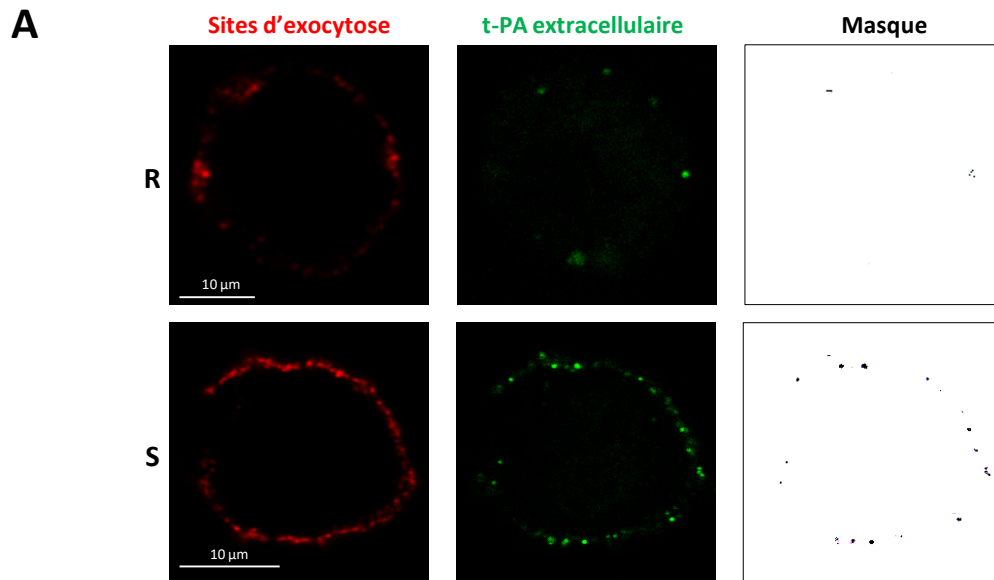 A
Sites d’exocytose
t-PA extracellulaire
Masque
R
10 µm
S
10 µm